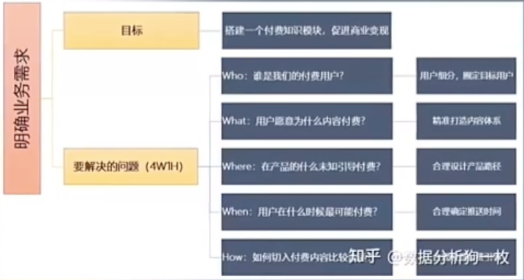 明确业务需求
目标
搭建一个付费知识模块，促进商业变现
要解决的问题（4W1H）
Who：谁是我们的付费用户？
用户细分，圈定目标用户
What：用户愿意为什么内容付费？
精准打造内容体系
Where：在产品的什么未知引导付费？
合理设计产品路径
When：用户在什么时候最可能付费？
合理确定推送时间
How：如何切入付费内容比较
知乎 @数据分析狗一枚